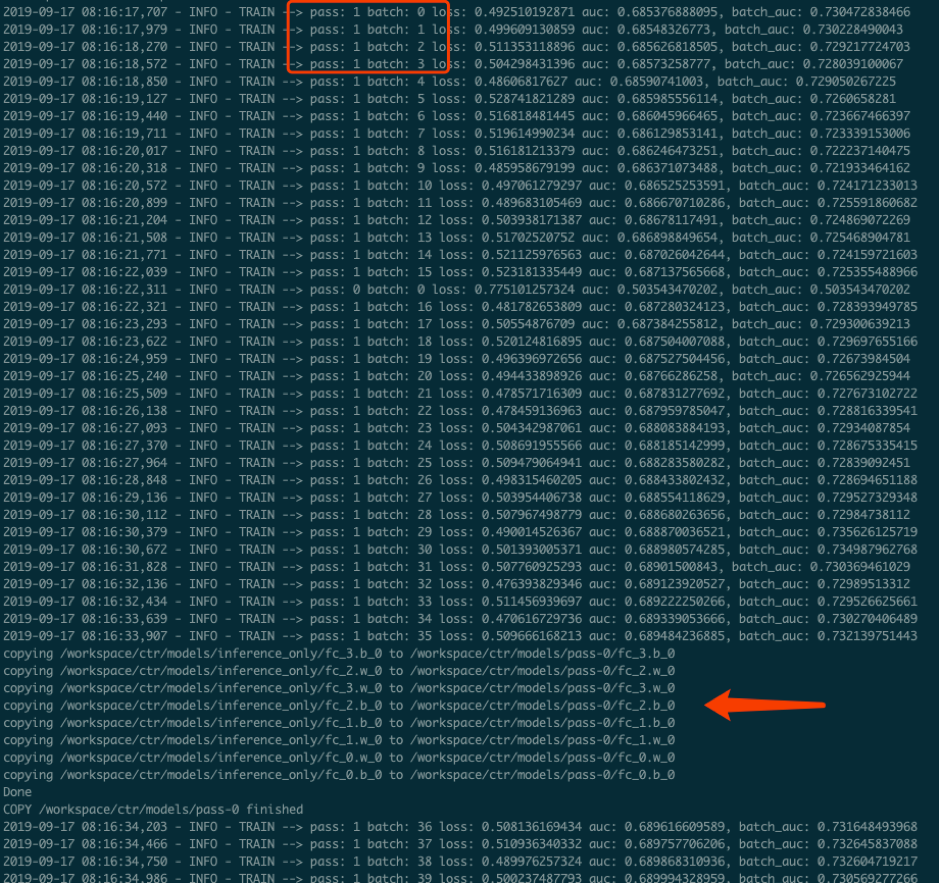 2019-09-17 08:16:17,707 - INFO - TRAIN --> pass: 1 batch: 0 loss: 0.492510192871 auc: 0.685376888095, batch_auc: 0.730472838466
2019-09-17 08:16:17,979 - INFO - TRAIN --> pass: 1 batch: 1 loss: 0.499609130859 auc: 0.68548326773, batch_auc: 0.730228490043
2019-09-17 08:16:18,270 - INFO - TRAIN --> pass: 1 batch: 2 loss: 0.511353118896 auc: 0.685626818505, batch_auc: 0.729217724703
2019-09-17 08:16:18,572 - INFO - TRAIN --> pass: 1 batch: 3 loss: 0.504298431396 auc: 0.68573258777, batch_auc: 0.728039100067
2019-09-17 08:16:18,850 - INFO - TRAIN --> pass: 1 batch: 4 loss: 0.48606817627 auc: 0.68590741003, batch_auc: 0.729050267225
2019-09-17 08:16:19,127 - INFO - TRAIN --> pass: 1 batch: 5 loss: 0.528741821289 auc: 0.685985556114, batch_auc: 0.7260658281
2019-09-17 08:16:19,440 - INFO - TRAIN --> pass: 1 batch: 6 loss: 0.516818481445 auc: 0.686045966465, batch_auc: 0.723667466397
2019-09-17 08:16:19,711 - INFO - TRAIN --> pass: 1 batch: 7 loss: 0.519614990234 auc: 0.686129853141, batch_auc: 0.723339153006
2019-09-17 08:16:20,017 - INFO - TRAIN --> pass: 1 batch: 8 loss: 0.516181213379 auc: 0.686246473251, batch_auc: 0.722237140475
2019-09-17 08:16:20,318 - INFO - TRAIN --> pass: 1 batch: 9 loss: 0.485958679199 auc: 0.686371073488, batch_auc: 0.721933464162
2019-09-17 08:16:20,572 - INFO - TRAIN --> pass: 1 batch: 10 loss: 0.497061279297 auc: 0.686525253591, batch_auc: 0.724171233013
2019-09-17 08:16:20,899 - INFO - TRAIN --> pass: 1 batch: 11 loss: 0.489683105469 auc: 0.686670710286, batch_auc: 0.725591860682
2019-09-17 08:16:21,204 - INFO - TRAIN --> pass: 1 batch: 12 loss: 0.503938171387 auc: 0.68678117491, batch_auc: 0.724869072269
2019-09-17 08:16:21,508 - INFO - TRAIN --> pass: 1 batch: 13 loss: 0.51702520752 auc: 0.686898849654, batch_auc: 0.725468904781
2019-09-17 08:16:21,771 - INFO - TRAIN --> pass: 1 batch: 14 loss: 0.521125976563 auc: 0.687026042644, batch_auc: 0.724159721603
2019-09-17 08:16:22,039 - INFO - TRAIN --> pass: 1 batch: 15 loss: 0.523181335449 auc: 0.687137565668, batch_auc: 0.725355488966
2019-09-17 08:16:22,311 - INFO - TRAIN --> pass: 0 batch: 0 loss: 0.775101257324 auc: 0.503543470202, batch_auc: 0.503543470202
2019-09-17 08:16:22,321 - INFO - TRAIN --> pass: 1 batch: 16 loss: 0.481782653809 auc: 0.687280324123, batch_auc: 0.728393949785
2019-09-17 08:16:23,293 - INFO - TRAIN --> pass: 1 batch: 17 loss: 0.50554876709 auc: 0.687384255812, batch_auc: 0.729300639213
2019-09-17 08:16:23,622 - INFO - TRAIN --> pass: 1 batch: 18 loss: 0.520124816895 auc: 0.687504007088, batch_auc: 0.729697655166
2019-09-17 08:16:24,959 - INFO - TRAIN --> pass: 1 batch: 19 loss: 0.496396972656 auc: 0.687527504456, batch_auc: 0.72673984504
2019-09-17 08:16:25,240 - INFO - TRAIN --> pass: 1 batch: 20 loss: 0.494433898926 auc: 0.68766286258, batch_auc: 0.726562925944
2019-09-17 08:16:25,509 - INFO - TRAIN --> pass: 1 batch: 21 loss: 0.478571716309 auc: 0.687831277692, batch_auc: 0.727673102722
2019-09-17 08:16:26,138 - INFO - TRAIN --> pass: 1 batch: 22 loss: 0.478459136963 auc: 0.687959785047, batch_auc: 0.728816339541
2019-09-17 08:16:27,093 - INFO - TRAIN --> pass: 1 batch: 23 loss: 0.504342987061 auc: 0.688083884193, batch_auc: 0.72934087854
2019-09-17 08:16:27,370 - INFO - TRAIN --> pass: 1 batch: 24 loss: 0.508691955566 auc: 0.688185142999, batch_auc: 0.728675335415
2019-09-17 08:16:27,964 - INFO - TRAIN --> pass: 1 batch: 25 loss: 0.509479064941 auc: 0.688283580282, batch_auc: 0.72839092451
2019-09-17 08:16:28,848 - INFO - TRAIN --> pass: 1 batch: 26 loss: 0.498315460205 auc: 0.688433802432, batch_auc: 0.728694651188
2019-09-17 08:16:29,136 - INFO - TRAIN --> pass: 1 batch: 27 loss: 0.503954406738 auc: 0.688554118629, batch_auc: 0.729527329348
2019-09-17 08:16:30,112 - INFO - TRAIN --> pass: 1 batch: 28 loss: 0.507967498779 auc: 0.688680263656, batch_auc: 0.72984738112
2019-09-17 08:16:30,379 - INFO - TRAIN --> pass: 1 batch: 29 loss: 0.490014526367 auc: 0.688870036521, batch_auc: 0.735626125719
2019-09-17 08:16:30,672 - INFO - TRAIN --> pass: 1 batch: 30 loss: 0.501393005371 auc: 0.688980574285, batch_auc: 0.734987962768
2019-09-17 08:16:31,828 - INFO - TRAIN --> pass: 1 batch: 31 loss: 0.507760925293 auc: 0.68901500843, batch_auc: 0.730369461029
2019-09-17 08:16:32,136 - INFO - TRAIN --> pass: 1 batch: 32 loss: 0.476393829346 auc: 0.689123920527, batch_auc: 0.72989513312
2019-09-17 08:16:32,434 - INFO - TRAIN --> pass: 1 batch: 33 loss: 0.511456939697 auc: 0.689222250266, batch_auc: 0.729526625661
2019-09-17 08:16:33,639 - INFO - TRAIN --> pass: 1 batch: 34 loss: 0.470616729736 auc: 0.689339053666, batch_auc: 0.730270406489
2019-09-17 08:16:33,907 - INFO - TRAIN --> pass: 1 batch: 35 loss: 0.509666168213 auc: 0.689484236885, batch_auc: 0.732139751443
copying /workspace/ctr/models/inference_only/fc_3.b_0 to /workspace/ctr/models/pass-0/fc_3.b_0
copying /workspace/ctr/models/inference_only/fc_2.w_0 to /workspace/ctr/models/pass-0/fc_2.w_0
copying /workspace/ctr/models/inference_only/fc_3.w_0 to /workspace/ctr/models/pass-0/fc_3.w_0
copying /workspace/ctr/models/inference_only/fc_2.b_0 to /workspace/ctr/models/pass-0/fc_2.b_0
copying /workspace/ctr/models/inference_only/fc_1.b_0 to /workspace/ctr/models/pass-0/fc_1.b_0
copying /workspace/ctr/models/inference_only/fc_1.w_0 to /workspace/ctr/models/pass-0/fc_1.w_0
copying /workspace/ctr/models/inference_only/fc_0.w_0 to /workspace/ctr/models/pass-0/fc_0.w_0
copying /workspace/ctr/models/inference_only/fc_0.b_0 to /workspace/ctr/models/pass-0/fc_0.b_0
Done
COPY /workspace/ctr/models/pass-0 finished
2019-09-17 08:16:34,203 - INFO - TRAIN --> pass: 1 batch: 36 loss: 0.508136169434 auc: 0.689616609589, batch_auc: 0.731648493968
2019-09-17 08:16:34,466 - INFO - TRAIN --> pass: 1 batch: 37 loss: 0.510936340332 auc: 0.689757706206, batch_auc: 0.732645837088
2019-09-17 08:16:34,750 - INFO - TRAIN --> pass: 1 batch: 38 loss: 0.489976257324 auc: 0.689868310936, batch_auc: 0.732604719217
2019-09-17 08:16:34,986 - INFO - TRAIN --> pass: 1 batch: 39 loss: 0.500237487793 auc: 0.689994328959, batch_auc: 0.730569277266